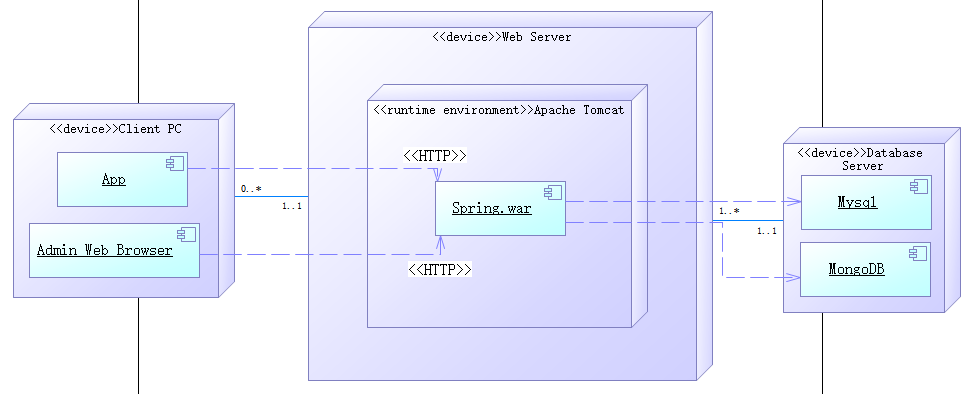 <<device>>Web Server
<<runtime environment>>Apache Tomcat
<<device>>Client PC
App
Admin Web Browser
<<HTTP>>
Spring.war
<<HTTP>>
0..*
1..1
1..*
1..1
<<device>>Database
Server
Mysql
MongoDB